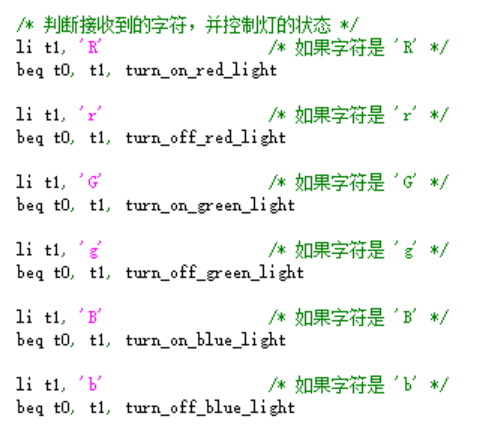 /* 判断接收到的字符，并控制灯的状态 */
li t1, 'R' /* 如果字符是 'R' */
beq t0, t1, turn_on_red_light
li t1, 'r' /* 如果字符是 'r' */
beq t0, t1, turn_off_red_light
li t1, 'G' /* 如果字符是 'G' */
beq t0, t1, turn_on_green_light
li t1, 'g' /* 如果字符是 'g' */
beq t0, t1, turn_off_green_light
li t1, 'B' /* 如果字符是 'B' */
beq t0, t1, turn_on_blue_light
li t1, 'b' /* 如果字符是 'b' */
beq t0, t1, turn_off_blue_light